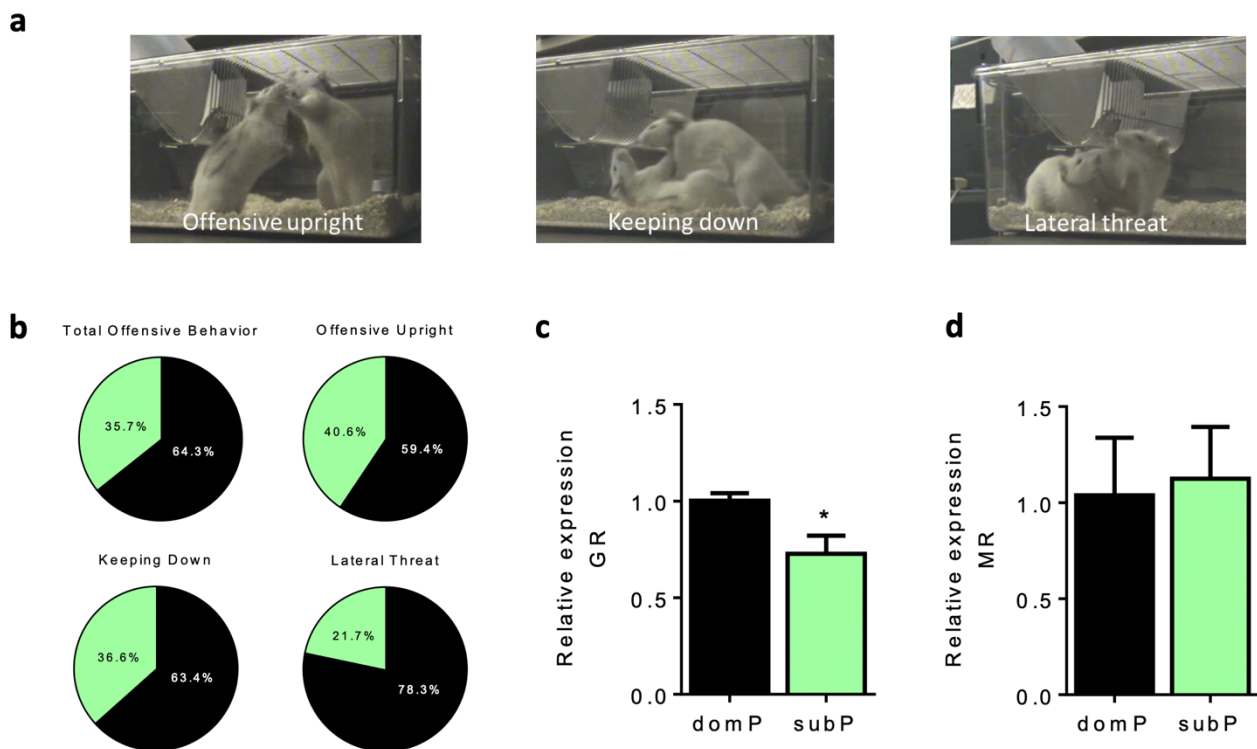 a
Offensive upright
Keeping down
Lateral threat
b
Total Offensive Behavior
35.7%
64.3%
Offensive Upright
40.6%
59.4%
Keeping Down
36.6%
63.4%
Lateral Threat
21.7%
78.3%
c
Relative expression
GR
1.5
1.0
0.5
0.0
*
domP
subP
d
Relative expression
MR
1.5
1.0
0.5
0.0
domP
subP